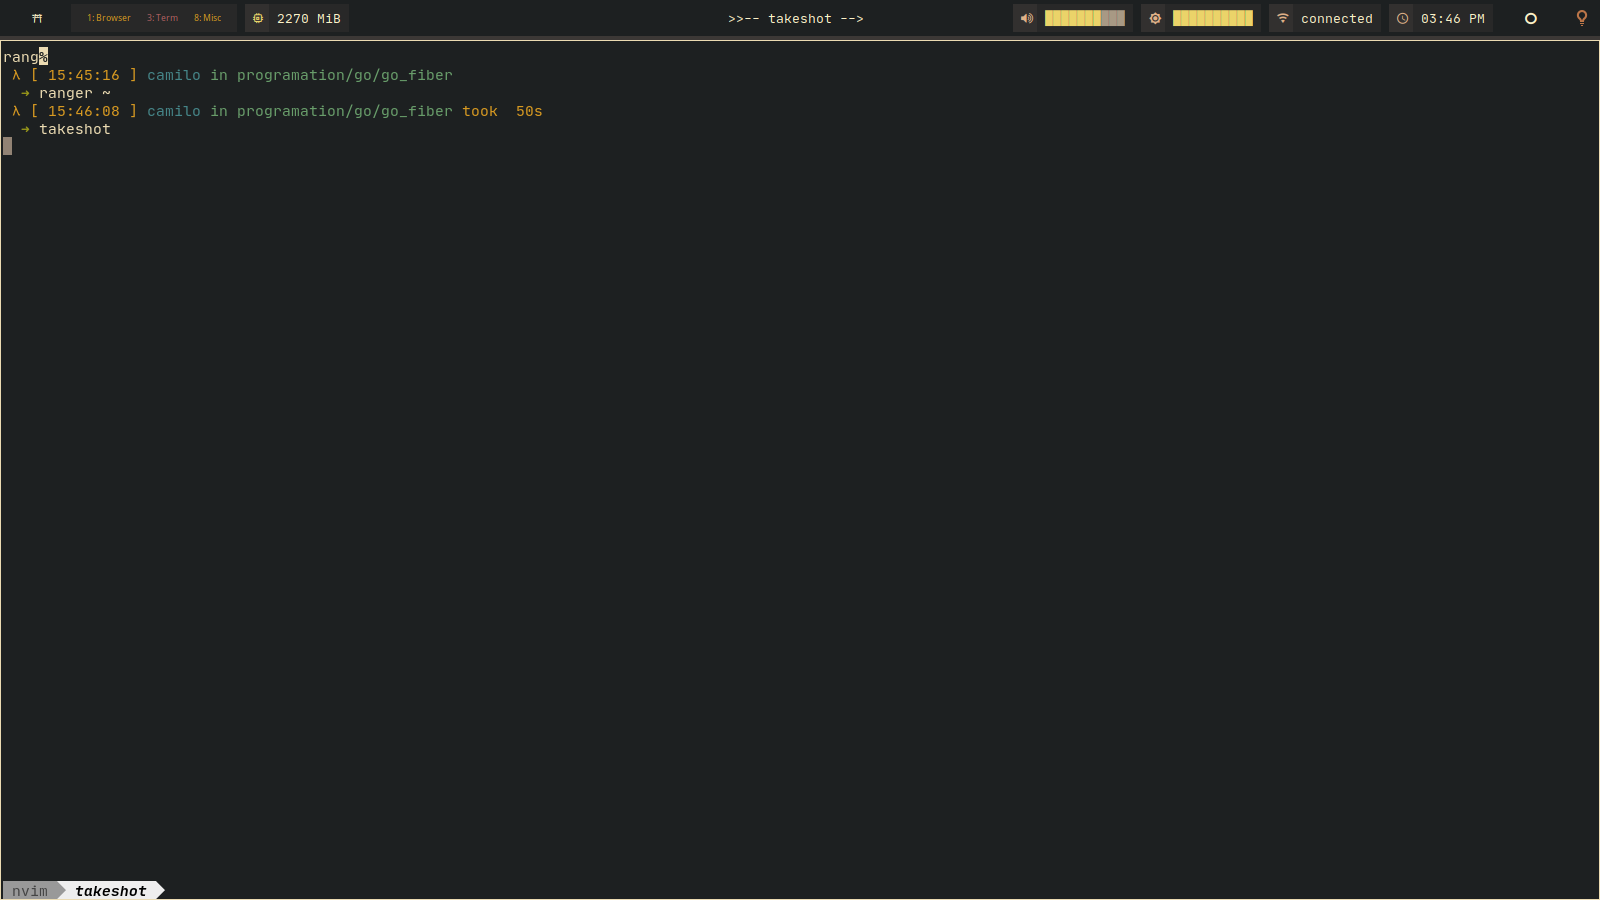 1: Browser 3: Term 8: Misc 2270 MiB >>-- takeshot --> connected 03:46 PM
rang%
λ [ 15:45:16 ] camilo in programation/go/go_fiber
➜ ranger ~
λ [ 15:46:08 ] camilo in programation/go/go_fiber took 50s
➜ takeshot
nvim takeshot